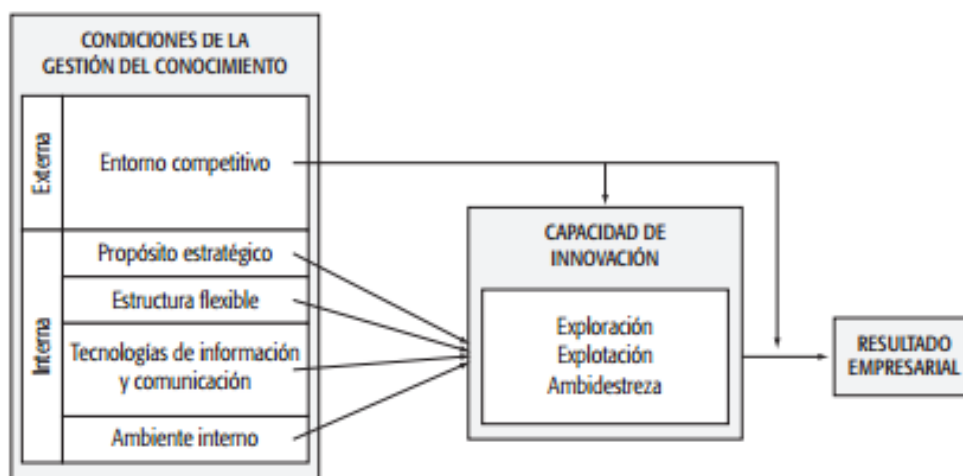 CONDICIONES DE LA
GESTIÓN DEL CONOCIMIENTO
Externa
Entorno competitivo
Interna
Propósito estratégico
Estructura flexible
Tecnologías de información
y comunicación
Ambiente interno
CAPACIDAD DE
INNOVACIÓN
Exploración
Explotación
Ambidestreza
RESULTADO
EMPRESARIAL